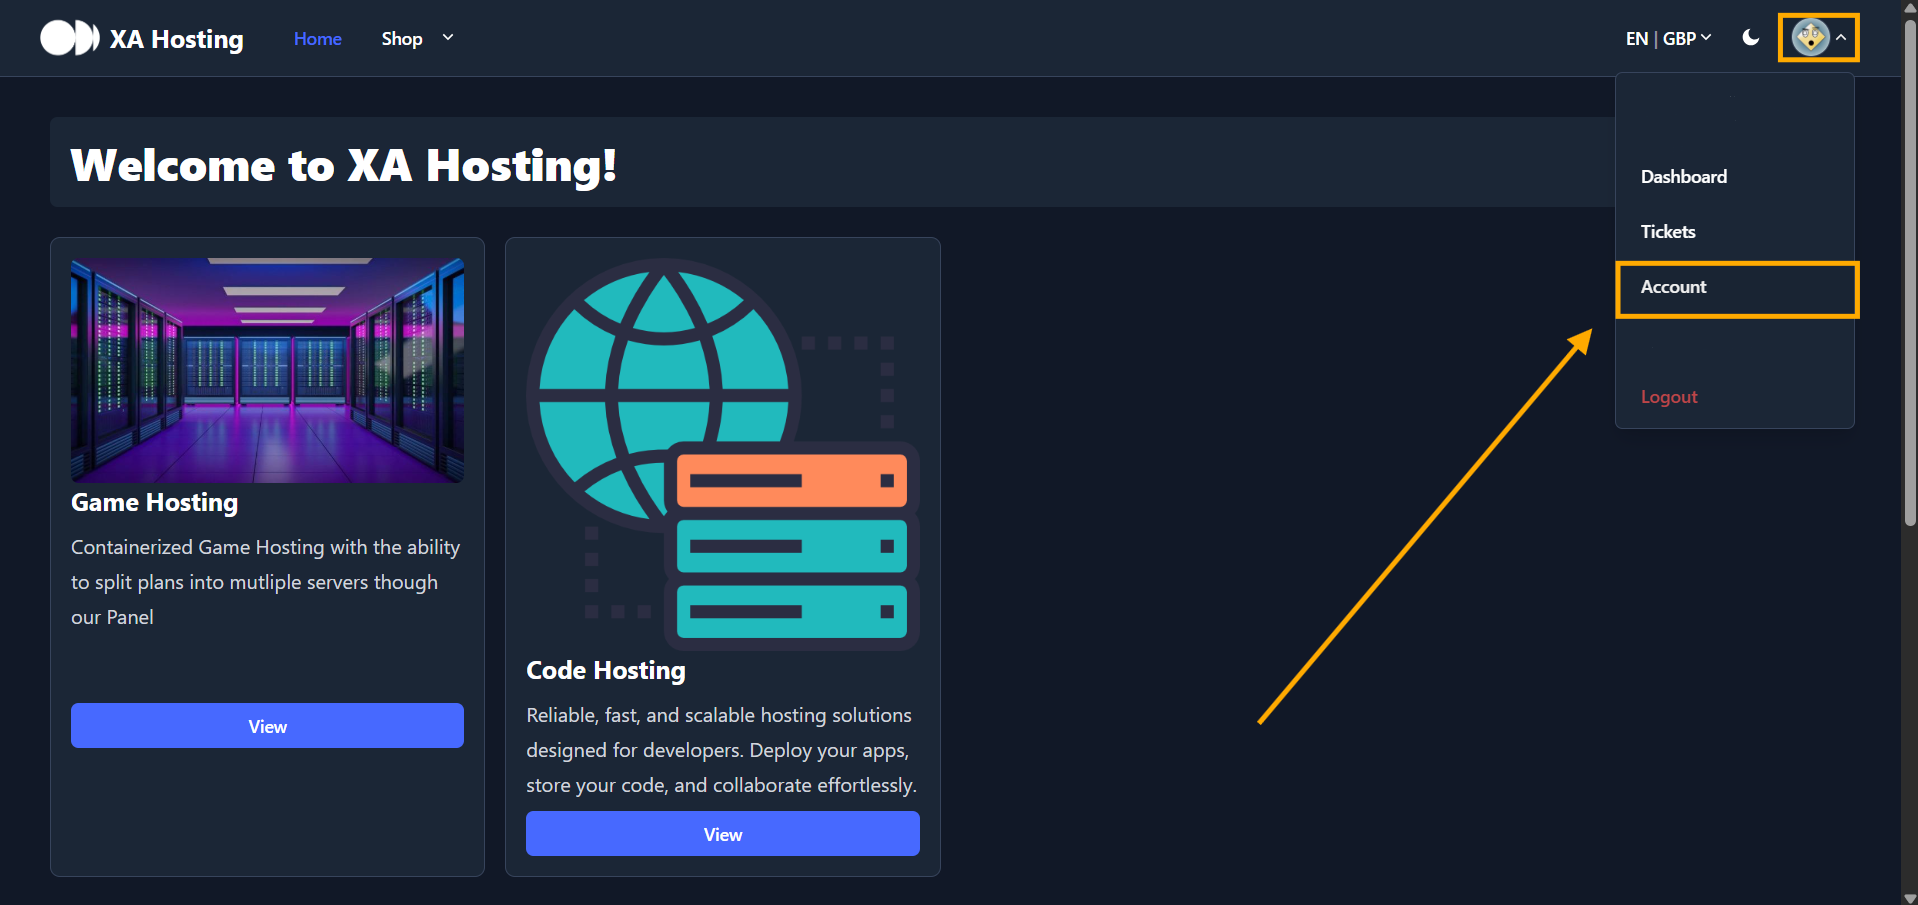 XA Hosting
Home
Shop
EN | GBP
Dashboard
Tickets
Account
Logout
Welcome to XA Hosting!
Game Hosting
Containerized Game Hosting with the ability
to split plans into mutliple servers though
our Panel
View
Code Hosting
Reliable, fast, and scalable hosting solutions
designed for developers. Deploy your apps,
store your code, and collaborate effortlessly.
View